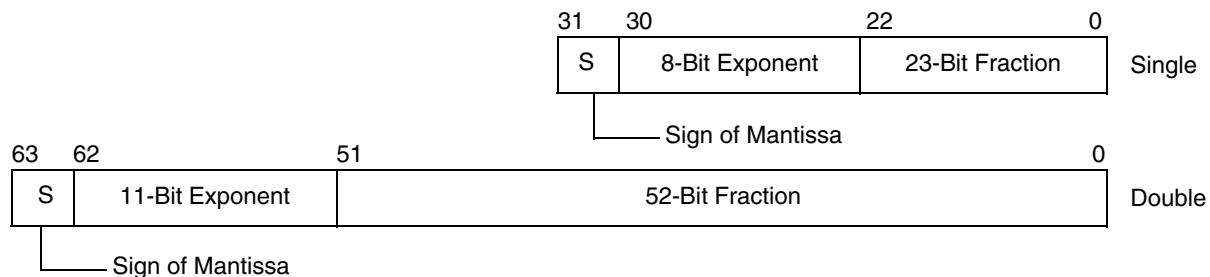 31 30 22 0
S 8-Bit Exponent 23-Bit Fraction Single
Sign of Mantissa
63 62 51 0
S 11-Bit Exponent 52-Bit Fraction Double
Sign of Mantissa